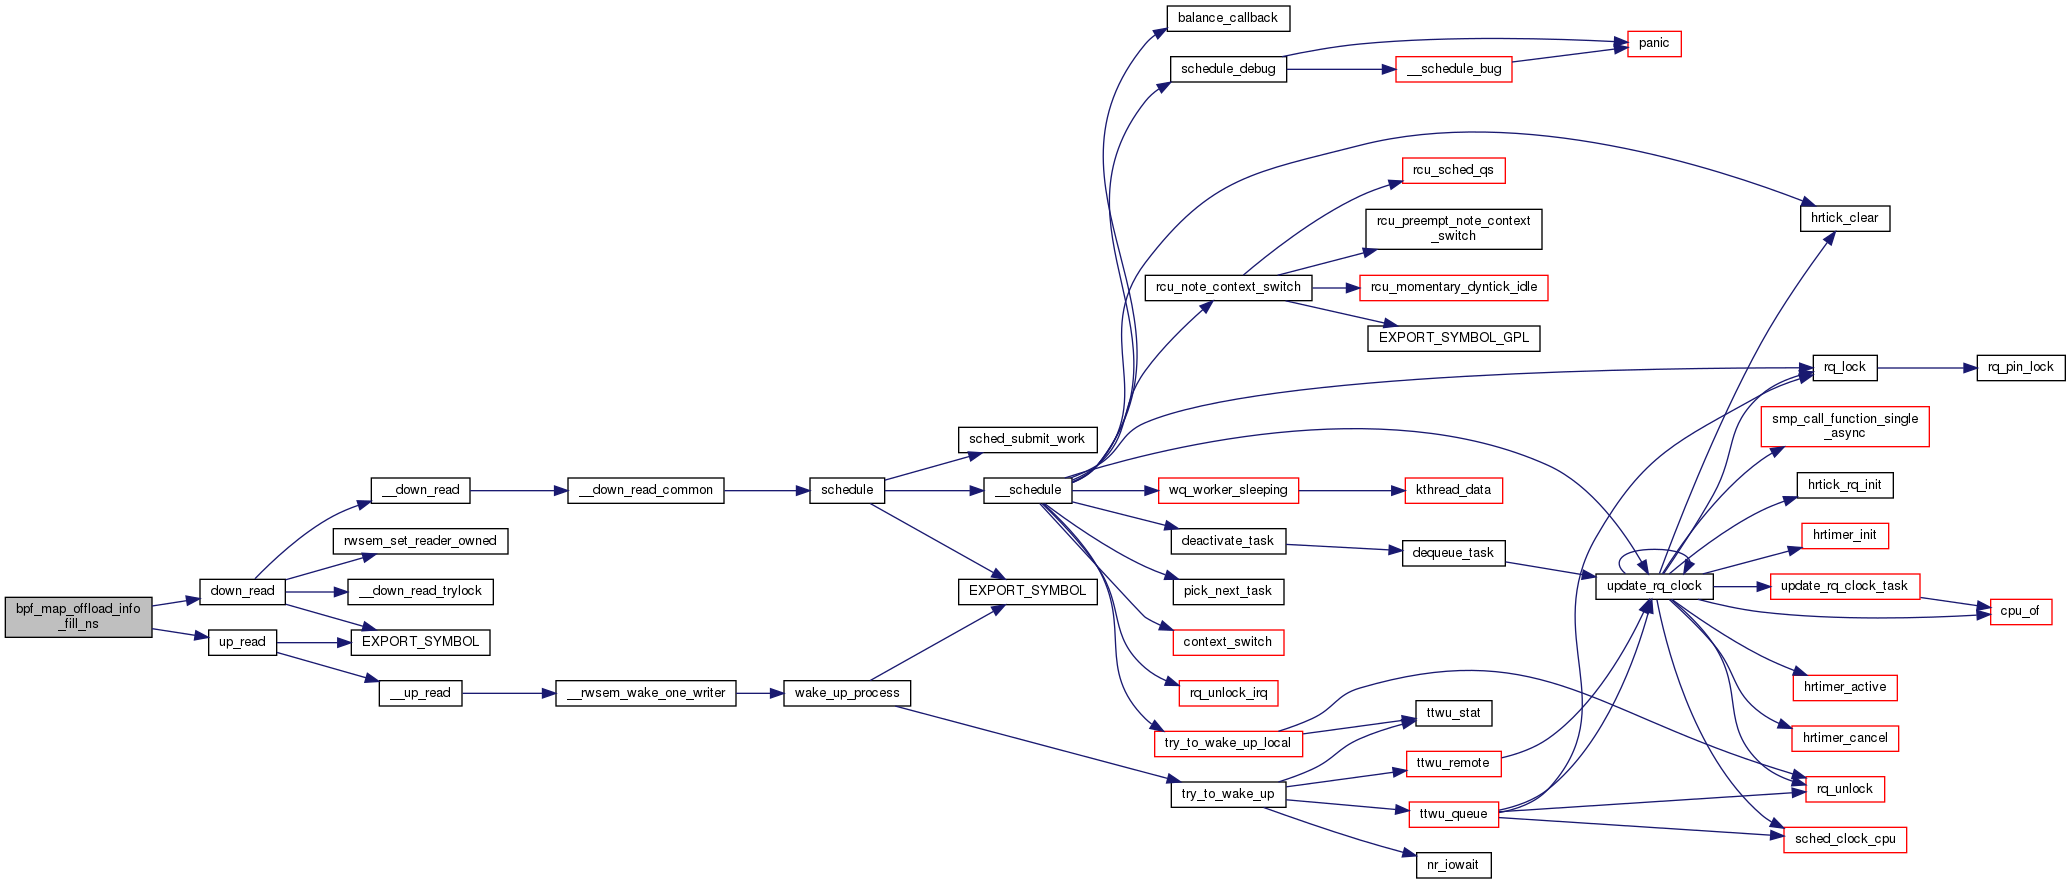 bpf_map_offload_info
_fill_ns
down_read
up_read
__down_read
rwsem_set_reader_owned
__down_read_trylock
EXPORT_SYMBOL
__up_read
__down_read_common
__rwsem_wake_one_writer
schedule
wake_up_process
sched_submit_work
__schedule
EXPORT_SYMBOL
balance_callback
schedule_debug
rcu_note_context_switch
wq_worker_sleeping
deactivate_task
pick_next_task
context_switch
rq_unlock_irq
try_to_wake_up_local
try_to_wake_up
__schedule_bug
rcu_sched_qs
rcu_preempt_note_context
_switch
rcu_momentary_dyntick_idle
EXPORT_SYMBOL_GPL
kthread_data
dequeue_task
ttwu_stat
ttwu_remote
ttwu_queue
nr_iowait
panic
update_rq_clock
hrtick_clear
rq_lock
smp_call_function_single
_async
hrtick_rq_init
hrtimer_init
update_rq_clock_task
hrtimer_active
hrtimer_cancel
rq_unlock
sched_clock_cpu
rq_pin_lock
cpu_of